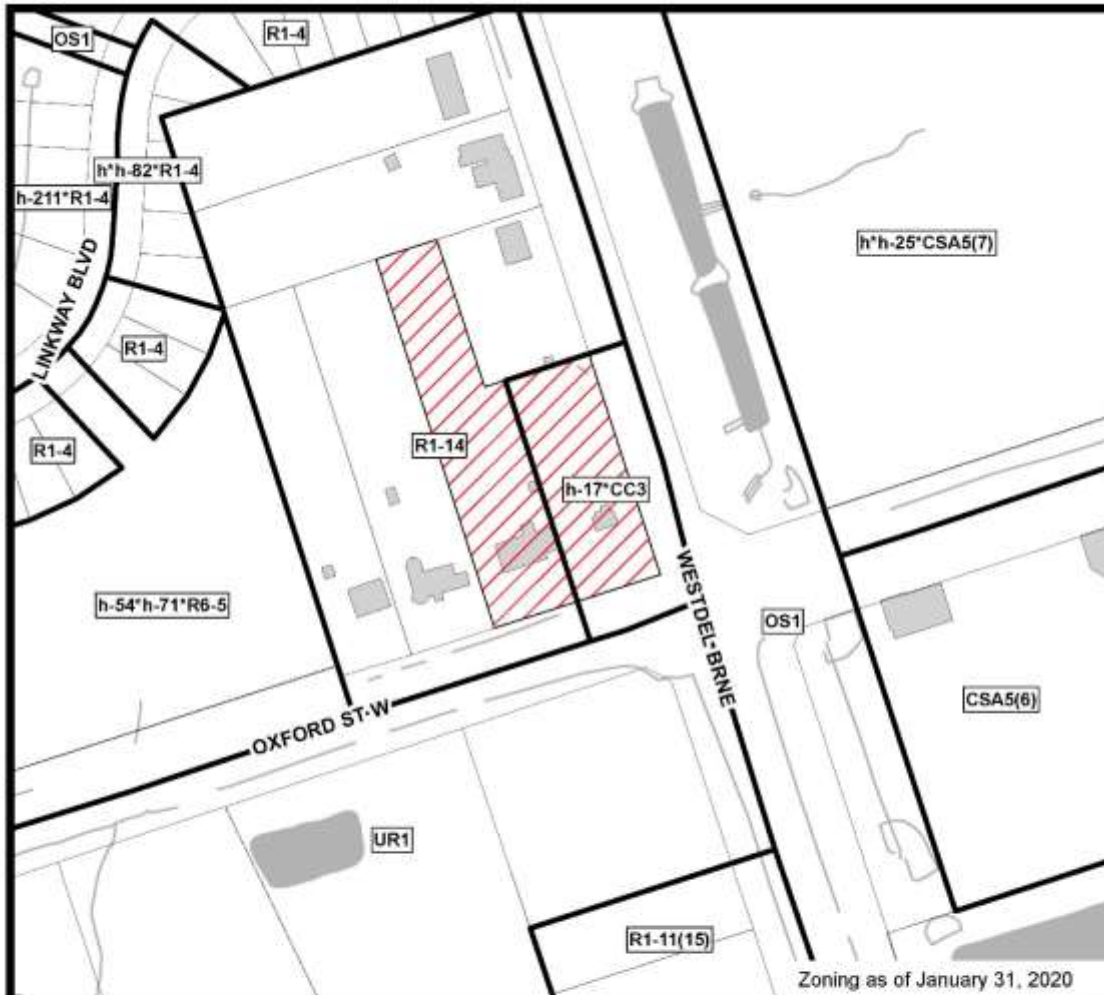 OS1
R1-4
h*h-82*R1-4
h-211*R1-4
LINKWAY BLVD
h*h-25*CSA5(7)
R1-4
R1-4
R1-14
h-17*CC3
h-54*h-71*R6-5
WESTDEL-BRNE
OS1
CSA5(6)
OXFORD ST-W
UR1
R1-11(15)
Zoning as of January 31, 2020